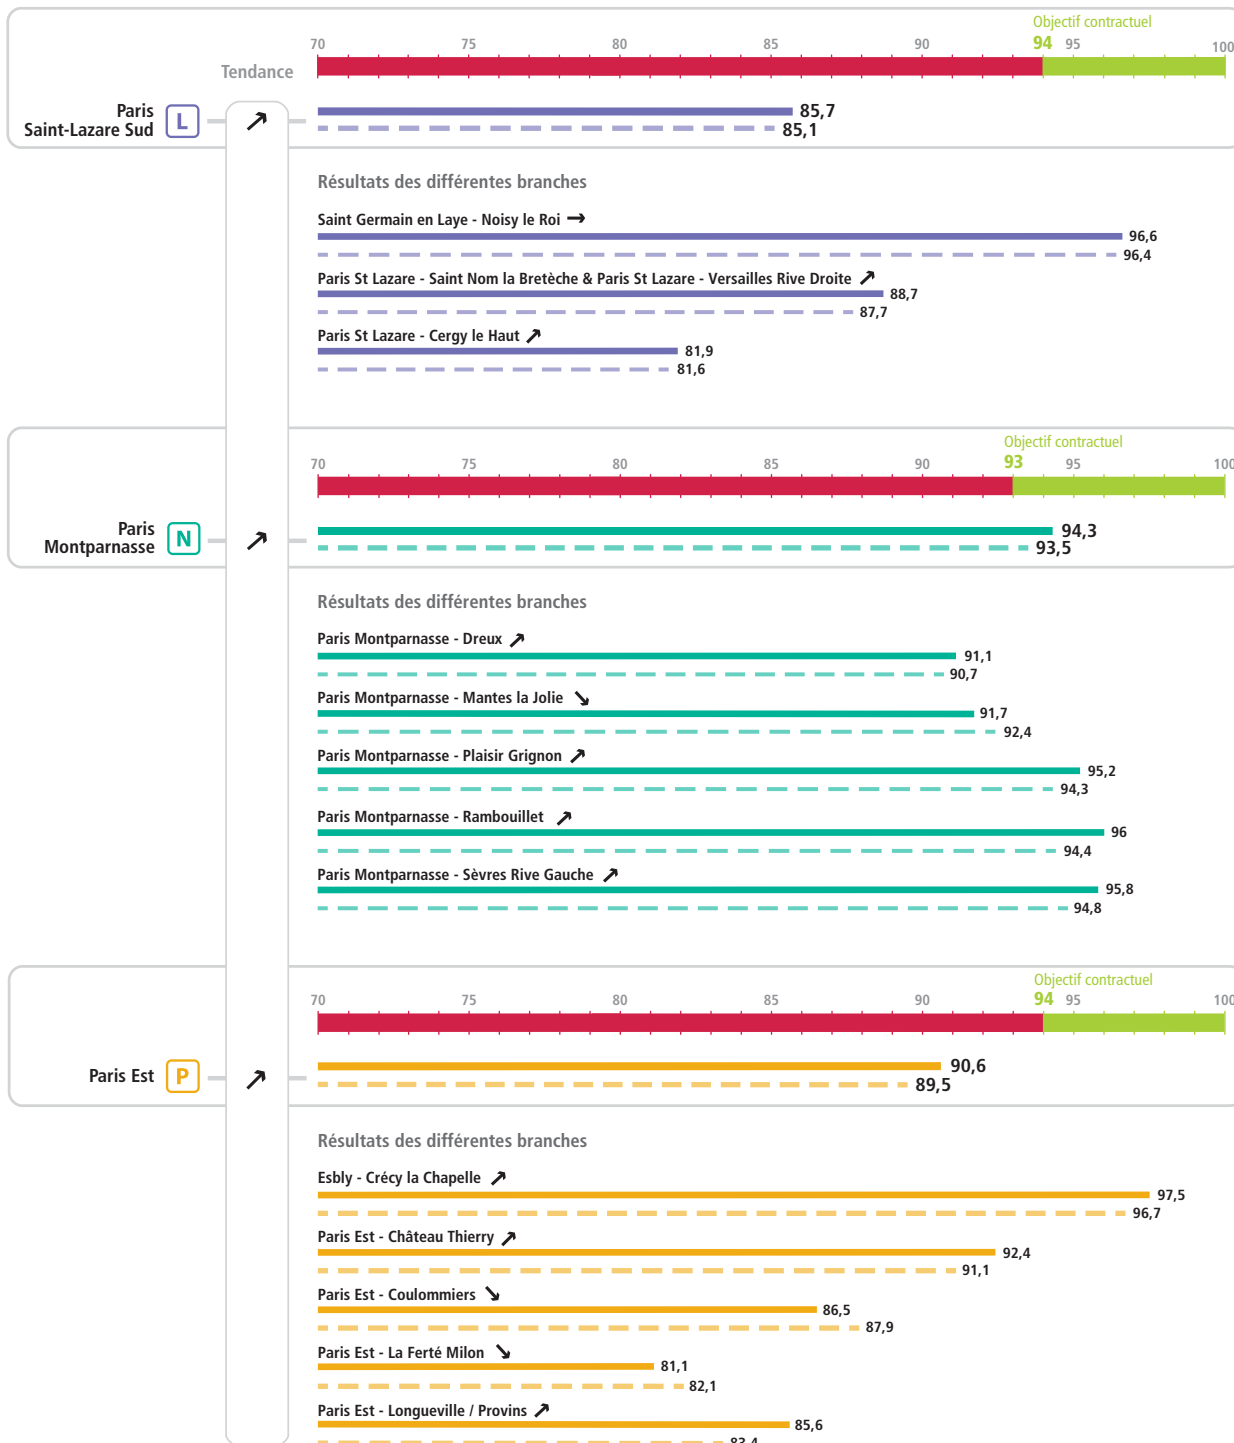 Objectif contractuel
70 75 80 85 90 94 95 100
Tendance
Paris
Saint-Lazare Sud L
85,7
85,1
Résultats des différentes branches
Saint Germain en Laye - Noisy le Roi →
96,6
96,4
Paris St Lazare - Saint Nom la Bretèche & Paris St Lazare - Versailles Rive Droite ↗
88,7
87,7
Paris St Lazare - Cergy le Haut ↗
81,9
81,6
Objectif contractuel
70 75 80 85 90 93 95 100
Paris
Montparnasse N
94,3
93,5
Résultats des différentes branches
Paris Montparnasse - Dreux ↗
91,1
90,7
Paris Montparnasse - Mantes la Jolie ↘
91,7
92,4
Paris Montparnasse - Plaisir Grignon ↗
95,2
94,3
Paris Montparnasse - Rambouillet ↗
96
94,4
Paris Montparnasse - Sèvres Rive Gauche ↗
95,8
94,8
Objectif contractuel
70 75 80 85 90 94 95 100
Paris Est P
90,6
89,5
Résultats des différentes branches
Esbly - Crécy la Chapelle ↗
97,5
96,7
Paris Est - Château Thierry ↗
92,4
91,1
Paris Est - Coulommiers ↘
86,5
87,9
Paris Est - La Ferté Milon ↘
81,1
82,1
Paris Est - Longueville / Provins ↗
85,6
83,4